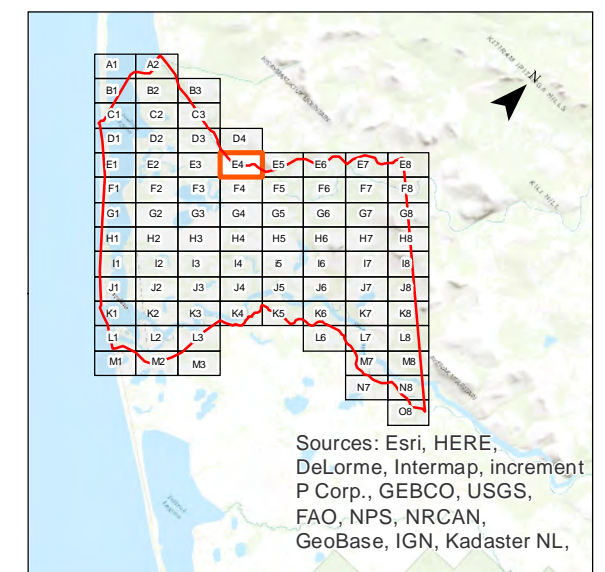 KITIRAM IPIENGA HILLS
N
A1 A2
B1 B2 B3
C1 C2 C3
D1 D2 D3 D4
E1 E2 E3 E4 E5 E6 E7 E8
KILI HILL
F1 F2 F3 F4 F5 F6 F7 F8
G1 G2 G3 G4 G5 G6 G7 G8
H1 H2 H3 H4 H5 H6 H7 H8
I1 I2 I3 I4 i5 I6 I7 I8
J1 J2 J3 J4 J5 J6 J7 J8
K1 K2 K3 K4 K5 K6 K7 K8
L1 L2 L3 L6 L7 L8
M1 M2 M3 M7 M8
N7 N8
O8
Sources: Esri, HERE,
DeLorme, Intermap, increment
P Corp., GEBCO, USGS,
FAO, NPS, NRCAN,
GeoBase, IGN, Kadaster NL,